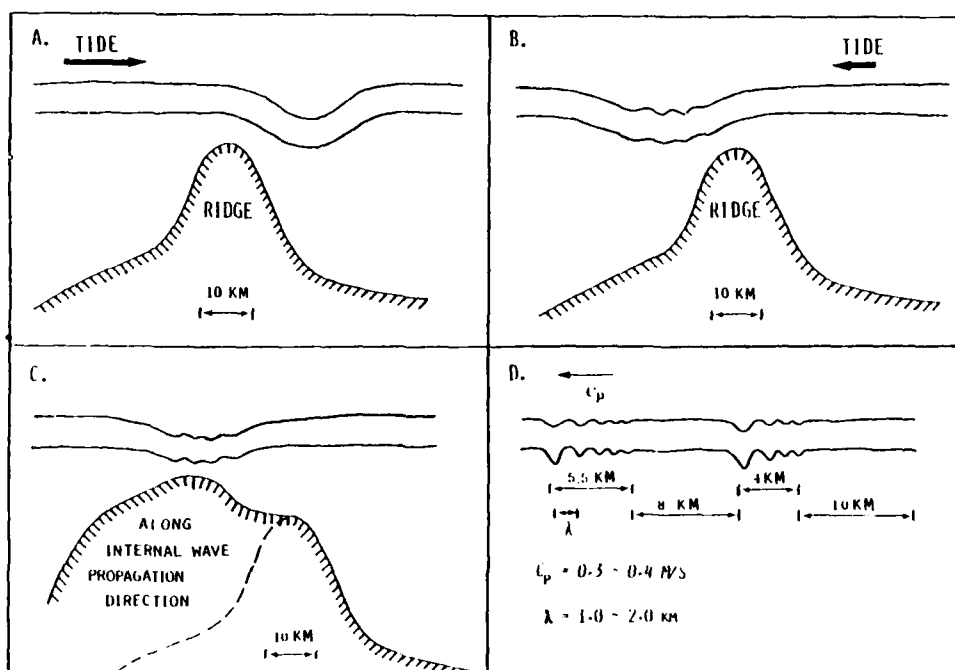 A.
TIDE
RIDGE
10 KM
B.
TIDE
RIDGE
10 KM
C.
ALONG
INTERNAL WAVE
PROPAGATION
DIRECTION
10 KM
D.
Cp
5.5 KM
4 KM
λ
8 KM
10 KM
Cp = 0.3 - 0.4 M/S
λ = 1.0 - 2.0 KM